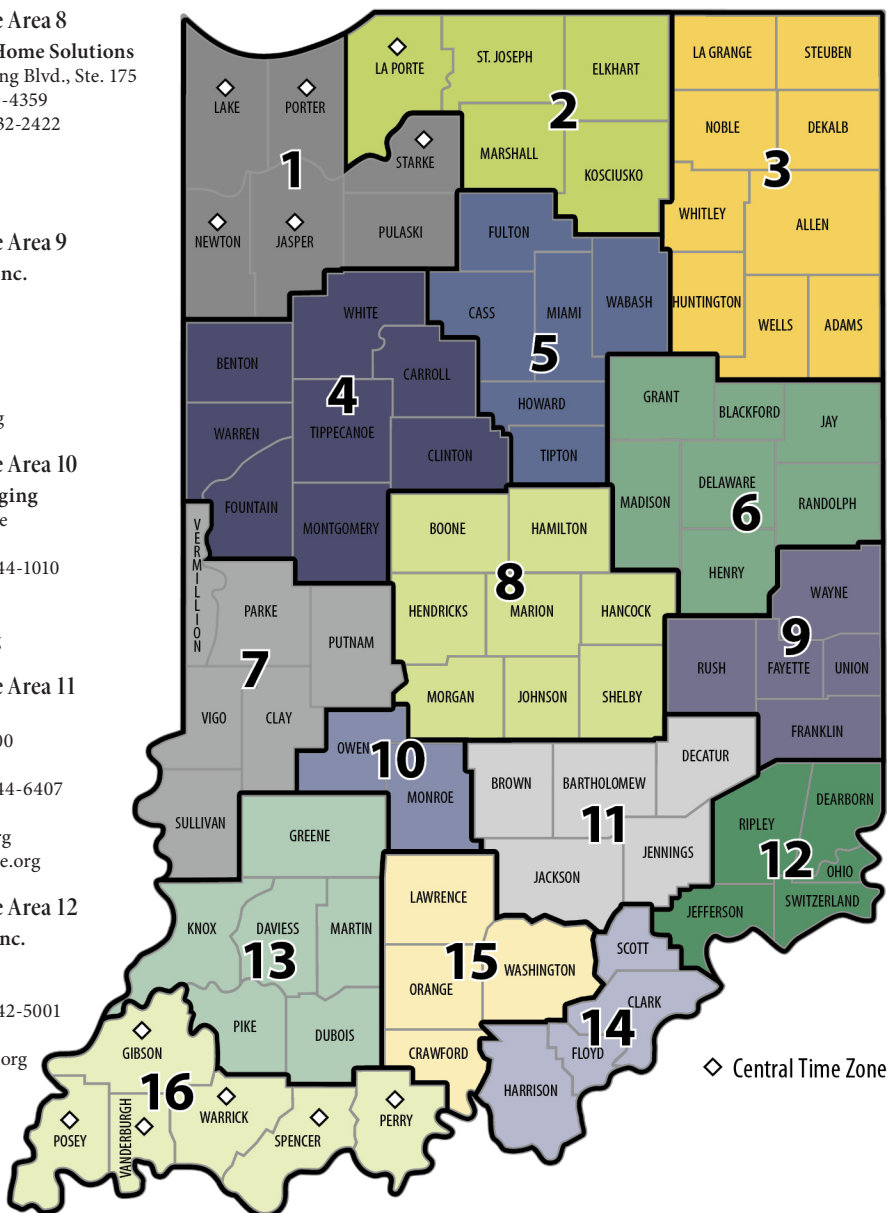 e Area 8
Home Solutions
ng Blvd., Ste. 175
-4359
32-2422
e Area 9
nc.
g
e Area 10
ging
e
44-1010
e Area 11
00
44-6407
rg
e.org
e Area 12
nc.
42-5001
org
LAKE
PORTER
LA PORTE
ST. JOSEPH
ELKHART
LA GRANGE
STEUBEN
STARKE
MARSHALL
KOSCIUSKO
NOBLE
DEKALB
1
2
3
NEWTON
JASPER
PULASKI
FULTON
WHITLEY
ALLEN
WHITE
CASS
MIAMI
WABASH
HUNTINGTON
WELLS
ADAMS
BENTON
CARROLL
4
5
HOWARD
GRANT
BLACKFORD
JAY
WARREN
TIPPECANOE
CLINTON
TIPTON
FOUNTAIN
MONTGOMERY
MADISON
DELAWARE
RANDOLPH
6
VERMILLION
BOONE
HAMILTON
HENRY
WAYNE
8
PARKE
PUTNAM
HENDRICKS
MARION
HANCOCK
9
7
RUSH
FAYETTE
UNION
VIGO
CLAY
MORGAN
JOHNSON
SHELBY
FRANKLIN
OWEN
10
MONROE
BROWN
BARTHOLOMEW
DECATUR
SULLIVAN
GREENE
11
JENNINGS
JACKSON
RIPLEY
DEARBORN
12
OHIO
SWITZERLAND
JEFFERSON
KNOX
DAVIESS
MARTIN
LAWRENCE
13
15
ORANGE
WASHINGTON
SCOTT
CLARK
14
PIKE
DUBOIS
CRAWFORD
FLOYD
HARRISON
GIBSON
16
POSEY
VANDERBURGH
WARRICK
SPENCER
PERRY
Central Time Zone